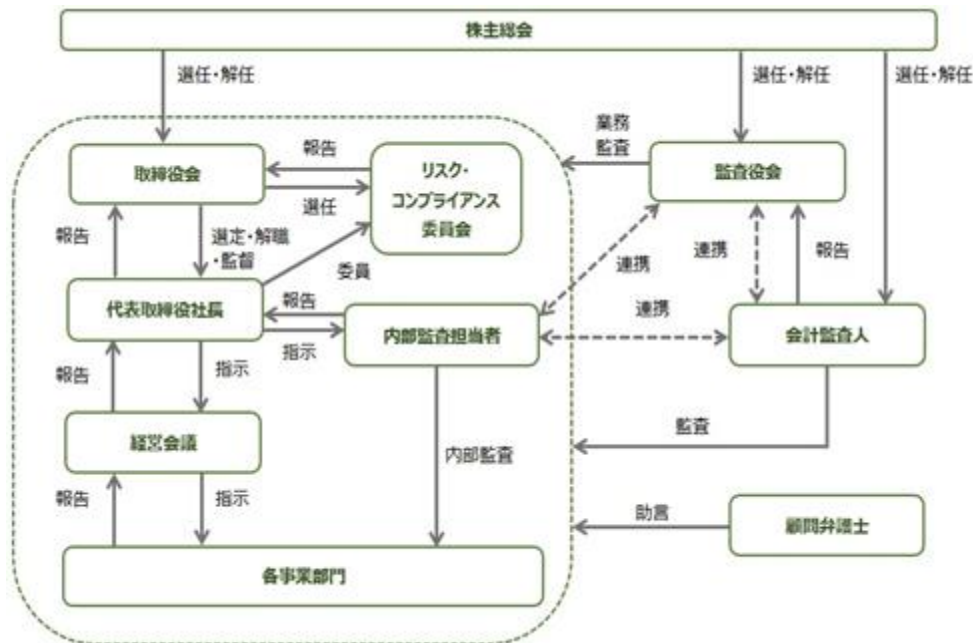 株主総会
選任・解任
選任・解任
選任・解任
業務
監査
取締役会
報告
選任
リスク・
コンプライアンス
委員会
監査役会
報告
選定・解職
・監督
委員
連携
連携
報告
代表取締役社長
報告
指示
内部監査担当者
連携
会計監査人
報告
指示
監査
経営会議
内部監査
報告
指示
助言
顧問弁護士
各事業部門